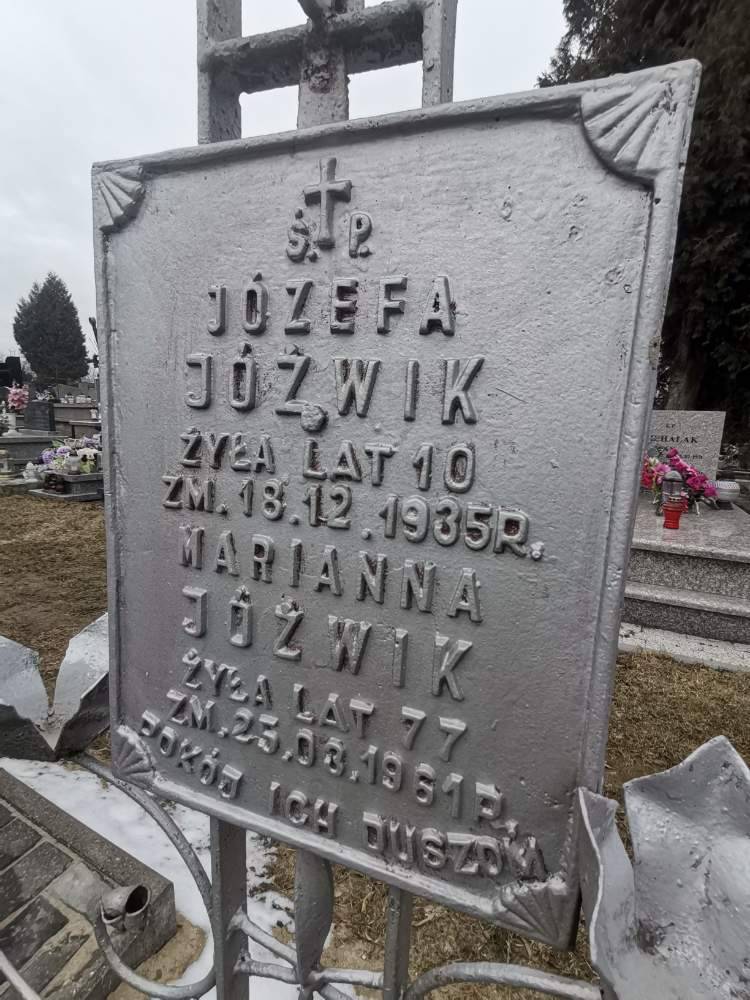 Ś. P.
JÓZEFA
JÓŹWIK
ŻYŁA LAT 10
ZM. 18.12.1935R.
MARIANNA
JÓŹWIK
ŻYŁA LAT 77
ZM. 25.03.1961R.
POKÓJ ICH DUSZOM